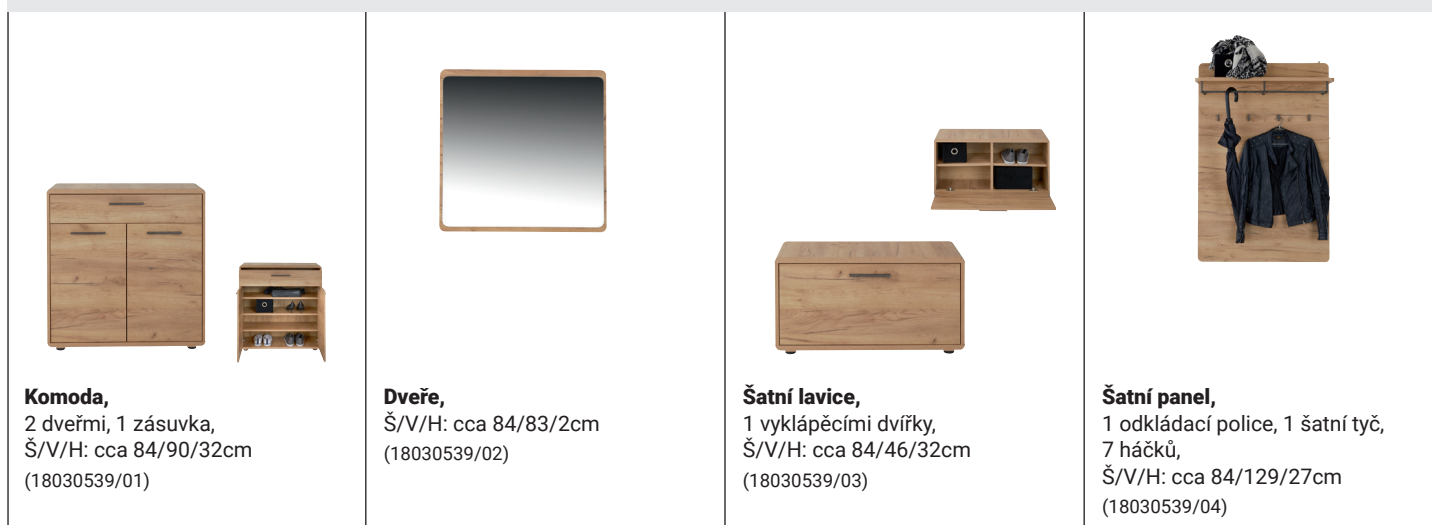 Komoda,
2 dveřmi, 1 zásuvka,
Š/V/H: cca 84/90/32cm
(18030539/01)
Dveře,
Š/V/H: cca 84/83/2cm
(18030539/02)
Šatní lavice,
1 vyklápěcími dvířky,
Š/V/H: cca 84/46/32cm
(18030539/03)
Šatní panel,
1 odkládací police, 1 šatní tyč,
7 háčků,
Š/V/H: cca 84/129/27cm
(18030539/04)